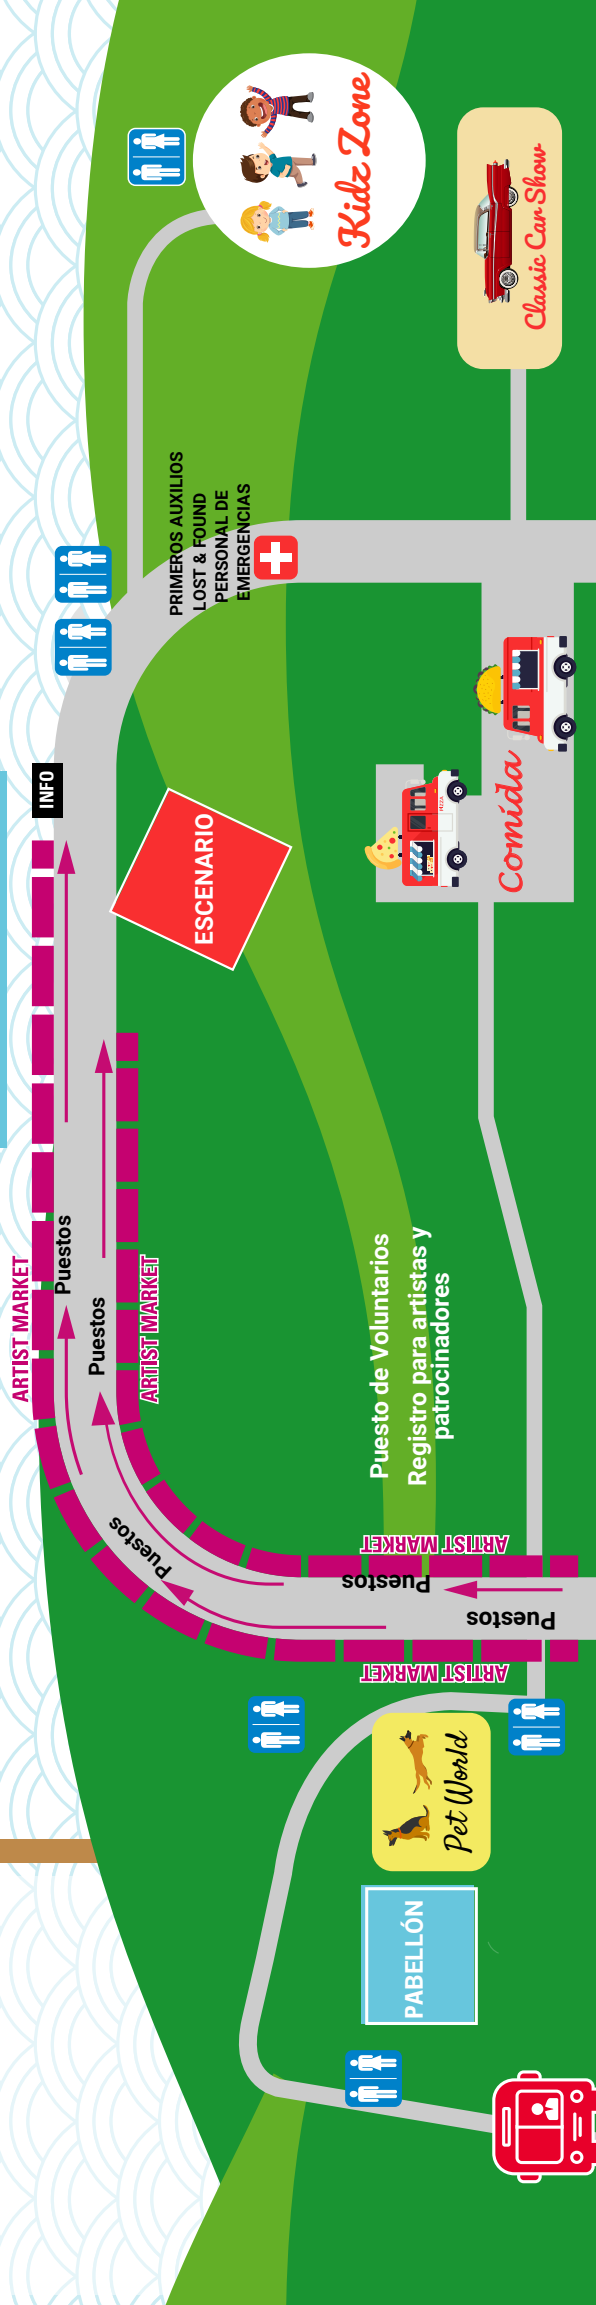 Kidz Zone
Classic Car Show
PRIMEROS AUXILIOS
LOST & FOUND
PERSONAL DE
EMERGENCIAS
INFO
ESCENARIO
PIZZA
Comida
ARTIST MARKET
Puestos
Puestos
ARTIST MARKET
Puesto de Voluntarios
Registro para artistas y
patrocinadores
Puestos
ARTIST MARKET
Puestos
Puestos
ARTIST MARKET
Pet World
PABELLÓN